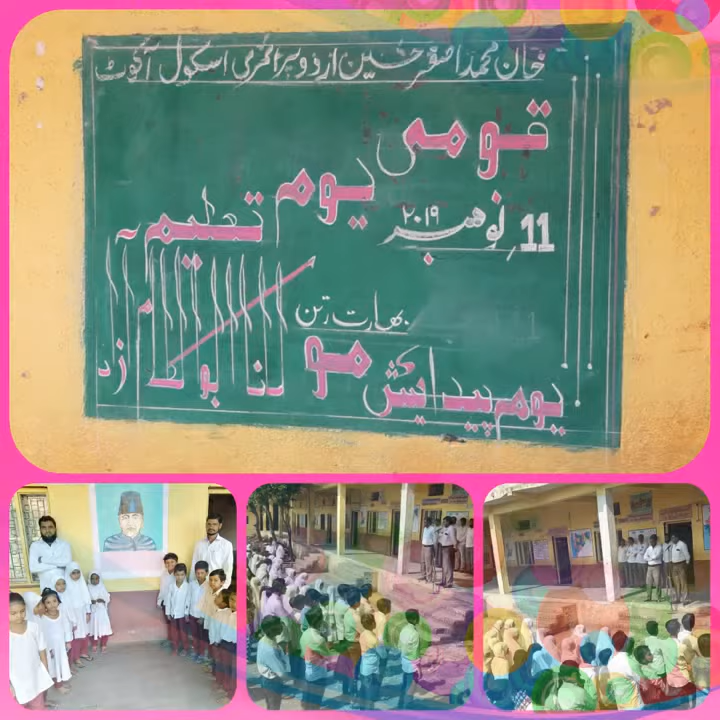 خان محمد اصغر حسین اردو پرائمری اسکول آکوٹ
قومی
یوم تعلیم
11 نومبر ۲۰۱۹
بھارت رتن
یوم پیدائش مولانا ابوالکلام آزاد